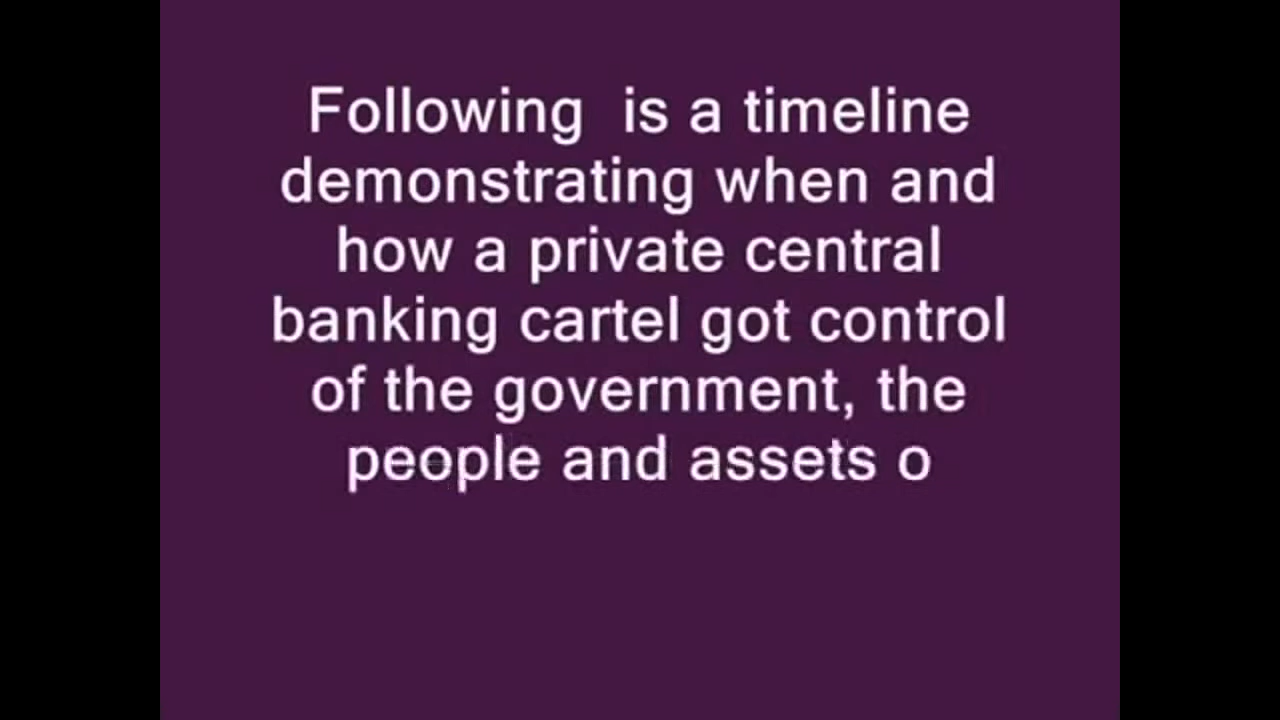 Following  is a timeline
demonstrating when and
how a private central
banking cartel got control
of the government, the
people and assets o